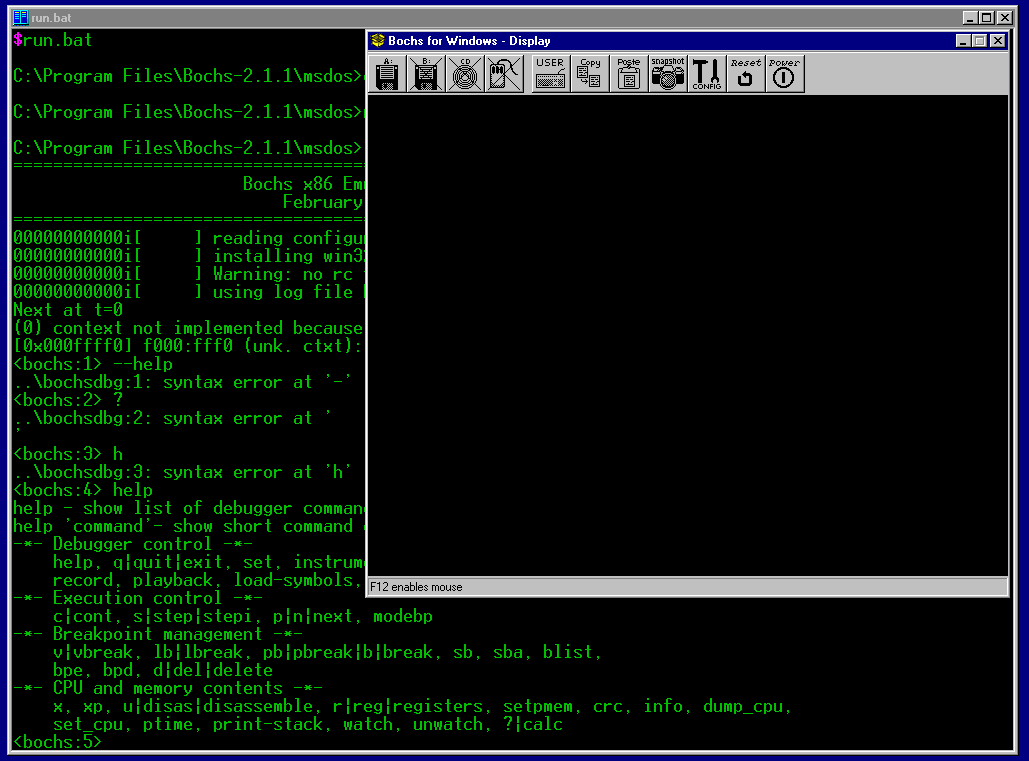 run.bat
$run.bat
C:\Program Files\Bochs-2.1.1\msdos>
C:\Program Files\Bochs-2.1.1\msdos>
C:\Program Files\Bochs-2.1.1\msdos>
====================================
Bochs x86 Em
February
====================================
00000000000i[      ] reading configu
00000000000i[      ] installing win3
00000000000i[      ] Warning: no rc
00000000000i[      ] using log file
Next at t=0
(0) context not implemented because
[0x000ffff0] f000:fff0 (unk. ctxt):
<bochs:1> --help
..\bochsdbg:1: syntax error at '-'
<bochs:2> ?
..\bochsdbg:2: syntax error at '
'
<bochs:3> h
..\bochsdbg:3: syntax error at 'h'
<bochs:4> help
help - show list of debugger comman
help 'command'- show short command
-*- Debugger control -*-
    help, q|quit|exit, set, instrum
    record, playback, load-symbols,
-*- Execution control -*-
    c|cont, s|step|stepi, p|n|next, modebp
-*- Breakpoint management -*-
    v|vbreak, lb|lbreak, pb|pbreak|b|break, sb, sba, blist,
    bpe, bpd, d|del|delete
-*- CPU and memory contents -*-
    x, xp, u|disas|disassemble, r|reg|registers, setpmem, crc, info, dump_cpu,
    set_cpu, ptime, print-stack, watch, unwatch, ?|calc
<bochs:5>
Bochs for Windows - Display
A: B: CD USER Copy Paste snapshot CONFIG Reset Power
F12 enables mouse